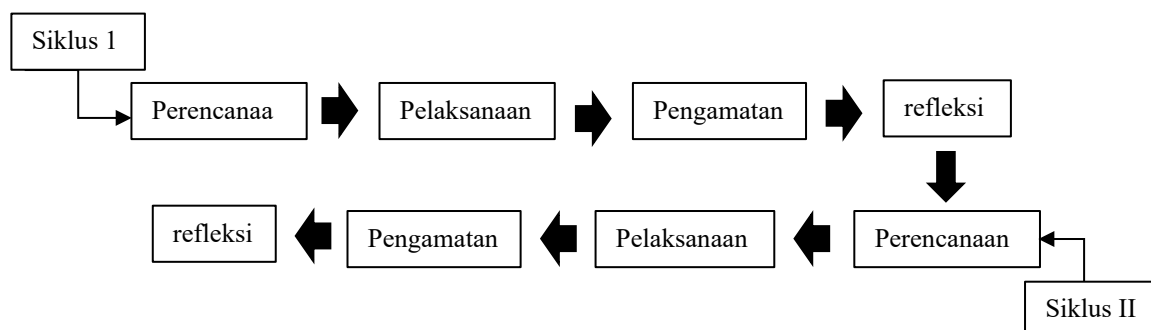 Siklus 1
Perencanaa
Pelaksanaan
Pengamatan
refleksi
refleksi
Pengamatan
Pelaksanaan
Perencanaan
Siklus II